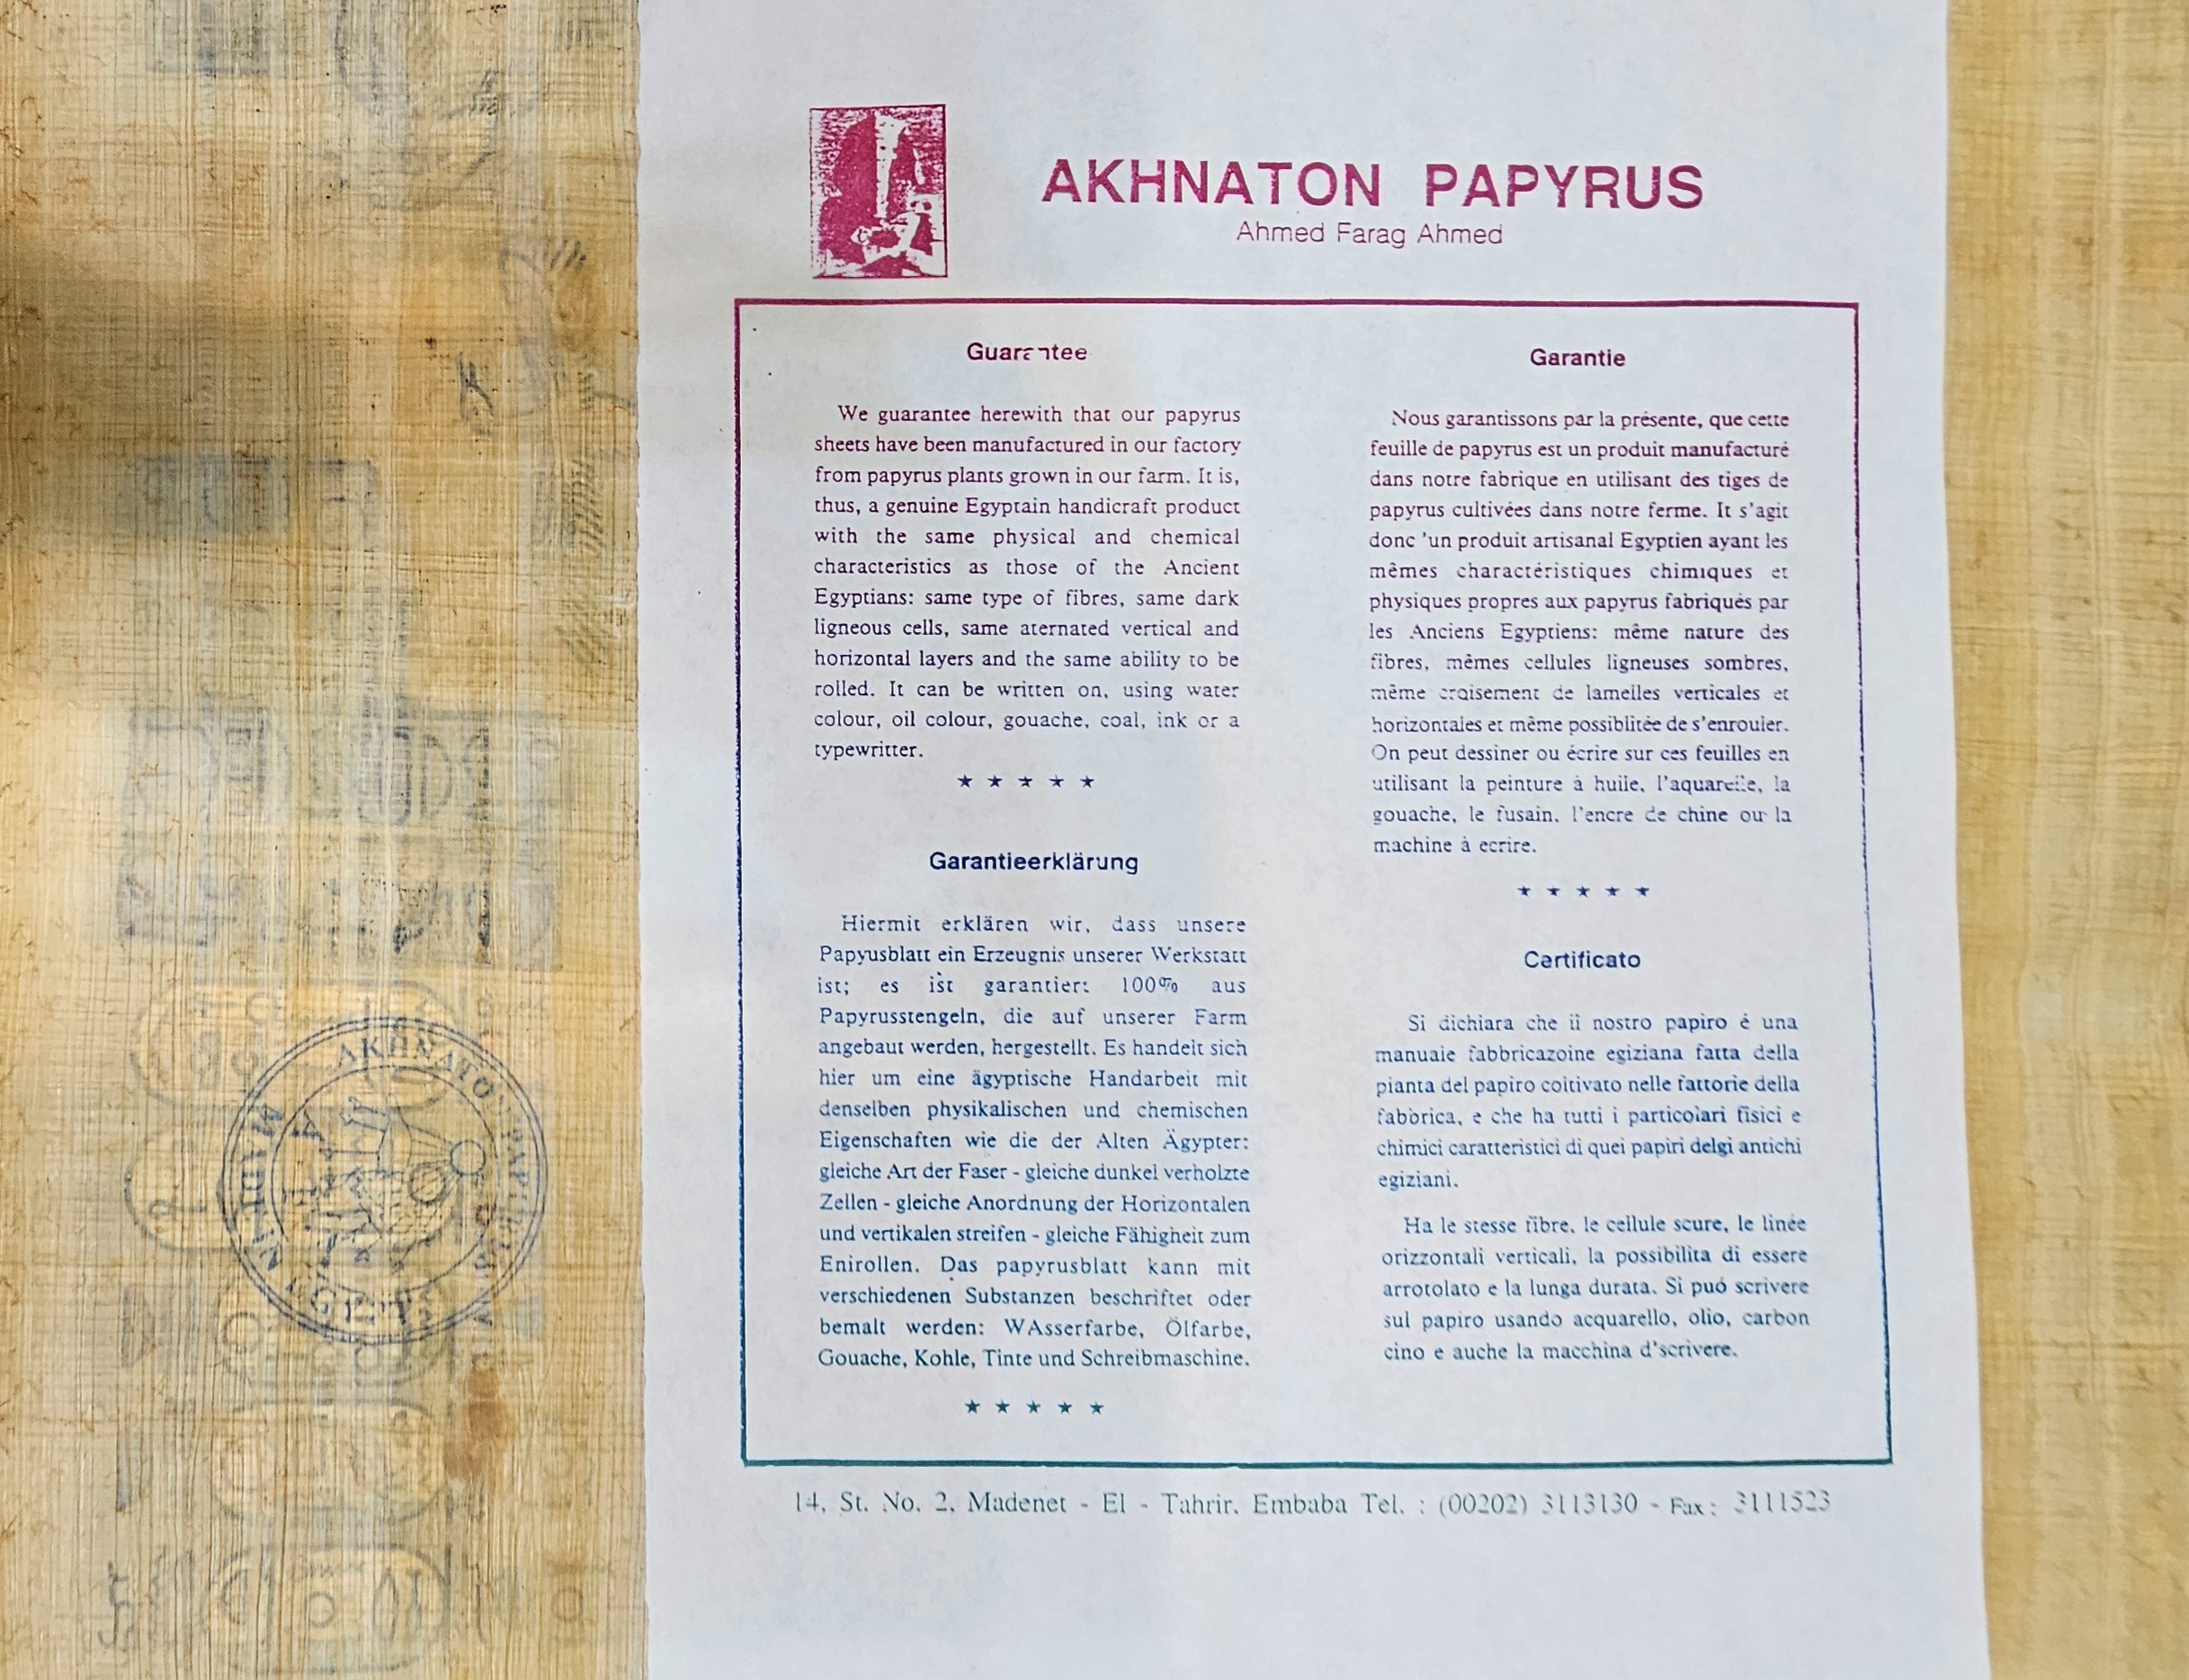 AKHNATON PAPYRUS
Ahmed Farag Ahmed
Guarantee
We guarantee herewith that our papyrus
sheets have been manufactured in our factory
from papyrus plants grown in our farm. It is,
thus, a genuine Egyptain handicraft product
with the same physical and chemical
characteristics as those of the Ancient
Egyptians: same type of fibres, same dark
ligneous cells, same aternated vertical and
horizontal layers and the same ability to be
rolled. It can be written on, using water
colour, oil colour, gouache, coal, ink or a
typewritter.
★ ★ ★ ★ ★
Garantieerklärung
Hiermit erklären wir, dass unsere
Papyusblatt ein Erzeugnis unserer Werkstatt
ist; es ist garantiert 100% aus
Papyrusstengeln, die auf unserer Farm
angebaut werden, hergestellt. Es handelt sich
hier um eine ägyptische Handarbeit mit
denselben physikalischen und chemischen
Eigenschaften wie die der Alten Ägypter:
gleiche Art der Faser - gleiche dunkel verholzte
Zellen - gleiche Anordnung der Horizontalen
und vertikalen streifen - gleiche Fähigheit zum
Enirollen. Das papyrusblatt kann mit
verschiedenen Substanzen beschriftet oder
bemalt werden: WAsserfarbe, Ölfarbe,
Gouache, Kohle, Tinte und Schreibmaschine.
★ ★ ★ ★ ★
Garantie
Nous garantissons par la présente, que cette
feuille de papyrus est un produit manufacturé
dans notre fabrique en utilisant des tiges de
papyrus cultivées dans notre ferme. It s'agit
donc 'un produit artisanal Egyptien ayant les
mêmes charactéristiques chimiques et
physiques propres aux papyrus fabriqués par
les Anciens Egyptiens: même nature des
fibres, mêmes cellules ligneuses sombres,
même croisement de lamelles verticales et
horizontales et même possiblitée de s'enrouler.
On peut dessiner ou écrire sur ces feuilles en
utilisant la peinture à huile, l'aquarelle, la
gouache, le fusain, l'encre de chine ou la
machine à ecrire.
★ ★ ★ ★ ★
Certificato
Si dichiara che il nostro papiro é una
manuale fabbricazoine egiziana fatta della
pianta del papiro coltivato nelle fattorie della
fabbrica, e che ha tutti i particolari fisici e
chimici caratteristici di quei papiri delgi antichi
egiziani.
Ha le stesse fibre, le cellule scure, le linée
orizzontali verticali, la possibilita di essere
arrotolato e la lunga durata. Si puó scrivere
sul papiro usando acquarello, olio, carbon
cino e auche la macchina d'scrivere.
14, St. No. 2, Madenet - El - Tahrir, Embaba Tel. : (00202) 3113130 - Fax : 3111523
AKHNATON